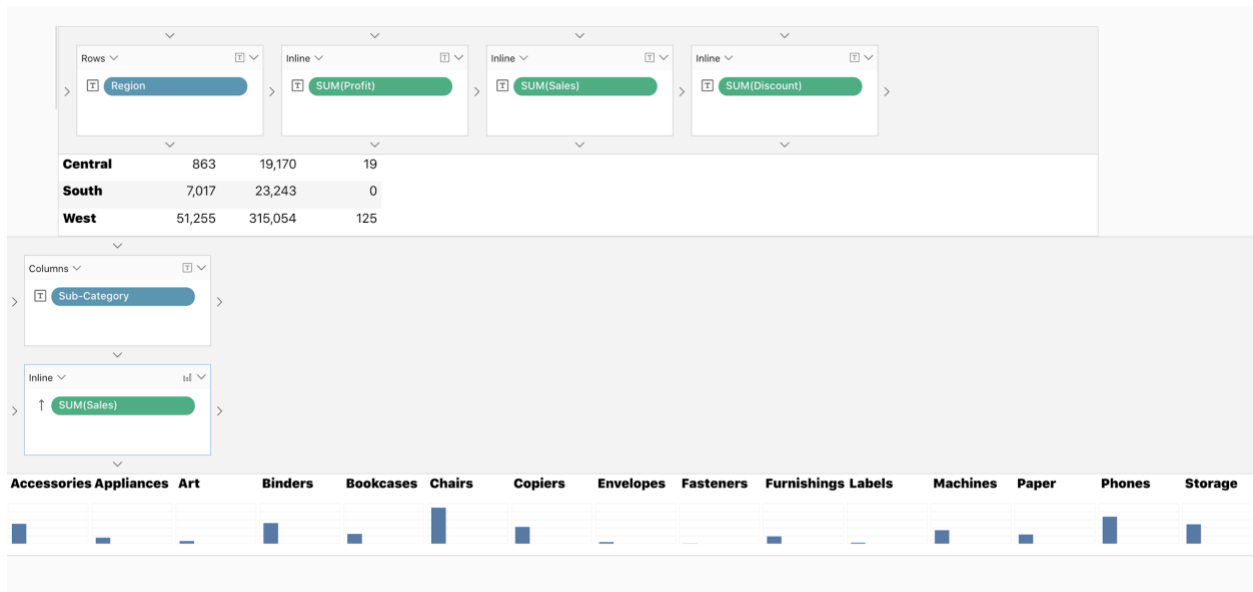 Rows Inline Inline Inline
Region SUM(Profit) SUM(Sales) SUM(Discount)
Central 863 19,170 19
South 7,017 23,243 0
West 51,255 315,054 125
Columns
Sub-Category
Inline
SUM(Sales)
Accessories Appliances Art Binders Bookcases Chairs Copiers Envelopes Fasteners Furnishings Labels Machines Paper Phones Storage